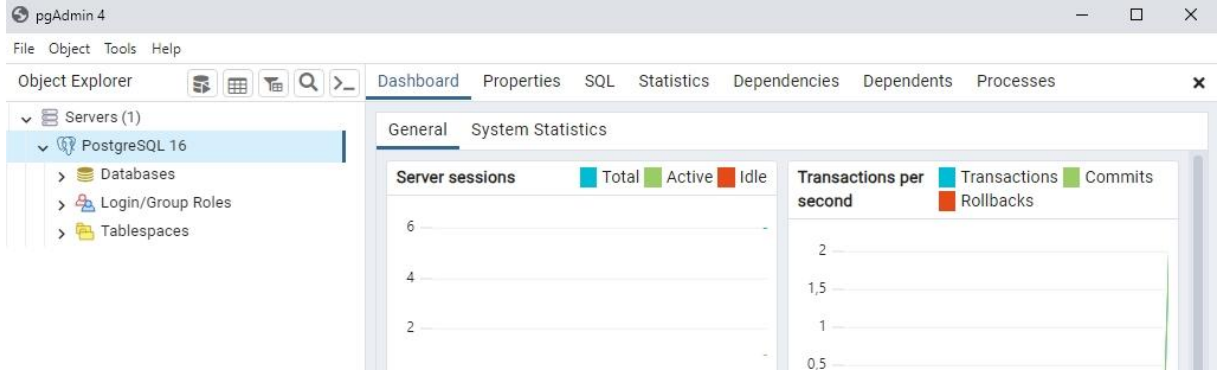 pgAdmin 4
File Object Tools Help
Object Explorer
Dashboard Properties SQL Statistics Dependencies Dependents Processes
Servers (1)
PostgreSQL 16
Databases
Login/Group Roles
Tablespaces
General System Statistics
Server sessions Total Active Idle
6
4
2
Transactions per second Transactions Commits Rollbacks
2
1,5
1
0,5